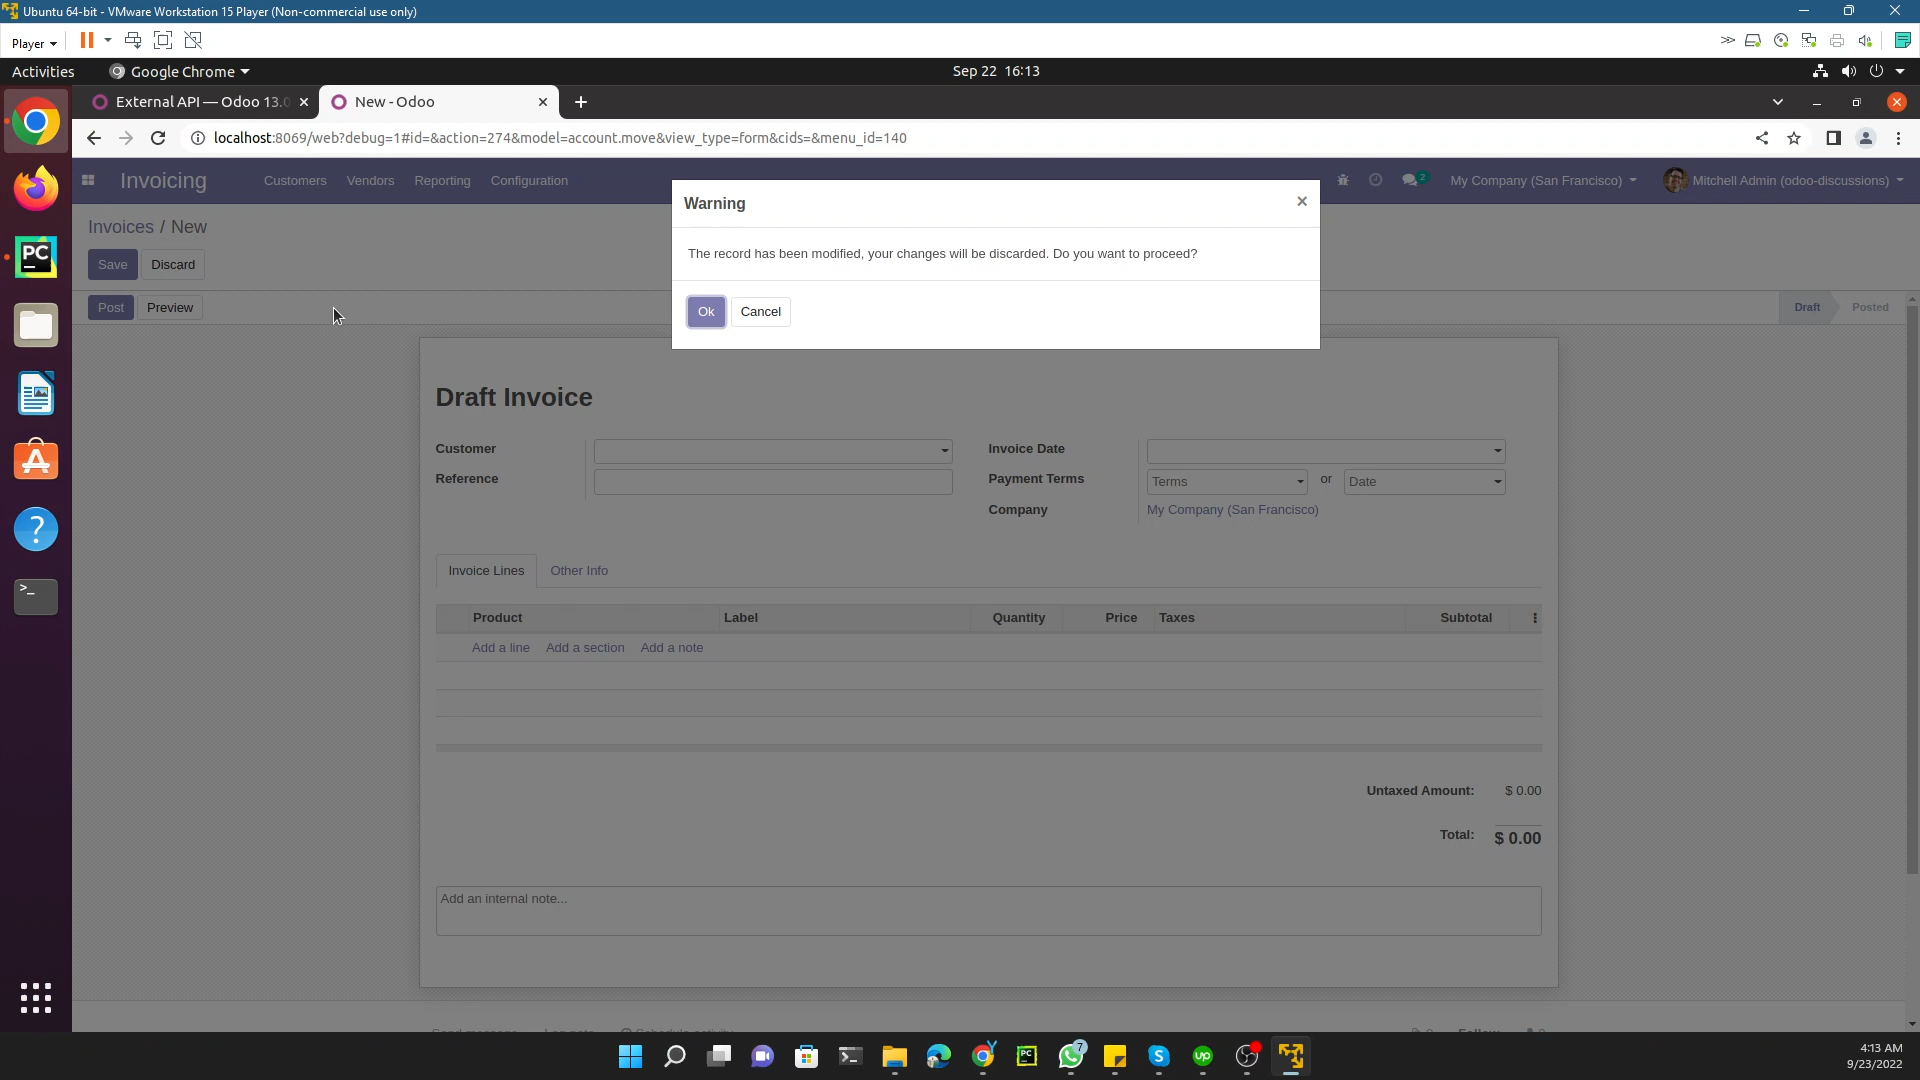 Ubuntu 64-bit - VMware Workstation 15 Player (Non-commercial use only)
Player
Activities
Google Chrome
Sep 22 16:13
External API — Odoo 13.0
New - Odoo
localhost:8069/web?debug=1#id=&action=274&model=account.move&view_type=form&cids=&menu_id=140
Invoicing
Customers
Vendors
Reporting
Configuration
2
My Company (San Francisco)
Mitchell Admin (odoo-discussions)
Warning
Invoices / New
The record has been modified, your changes will be discarded. Do you want to proceed?
Save
Discard
Post
Preview
Ok
Cancel
Draft
Posted
Draft Invoice
Customer
Invoice Date
Reference
Payment Terms
Terms
or
Date
Company
My Company (San Francisco)
Invoice Lines
Other Info
Product
Label
Quantity
Price
Taxes
Subtotal
Add a line
Add a section
Add a note
Untaxed Amount:
$ 0.00
Total:
$ 0.00
Add an internal note...
7
4:13 AM
9/23/2022